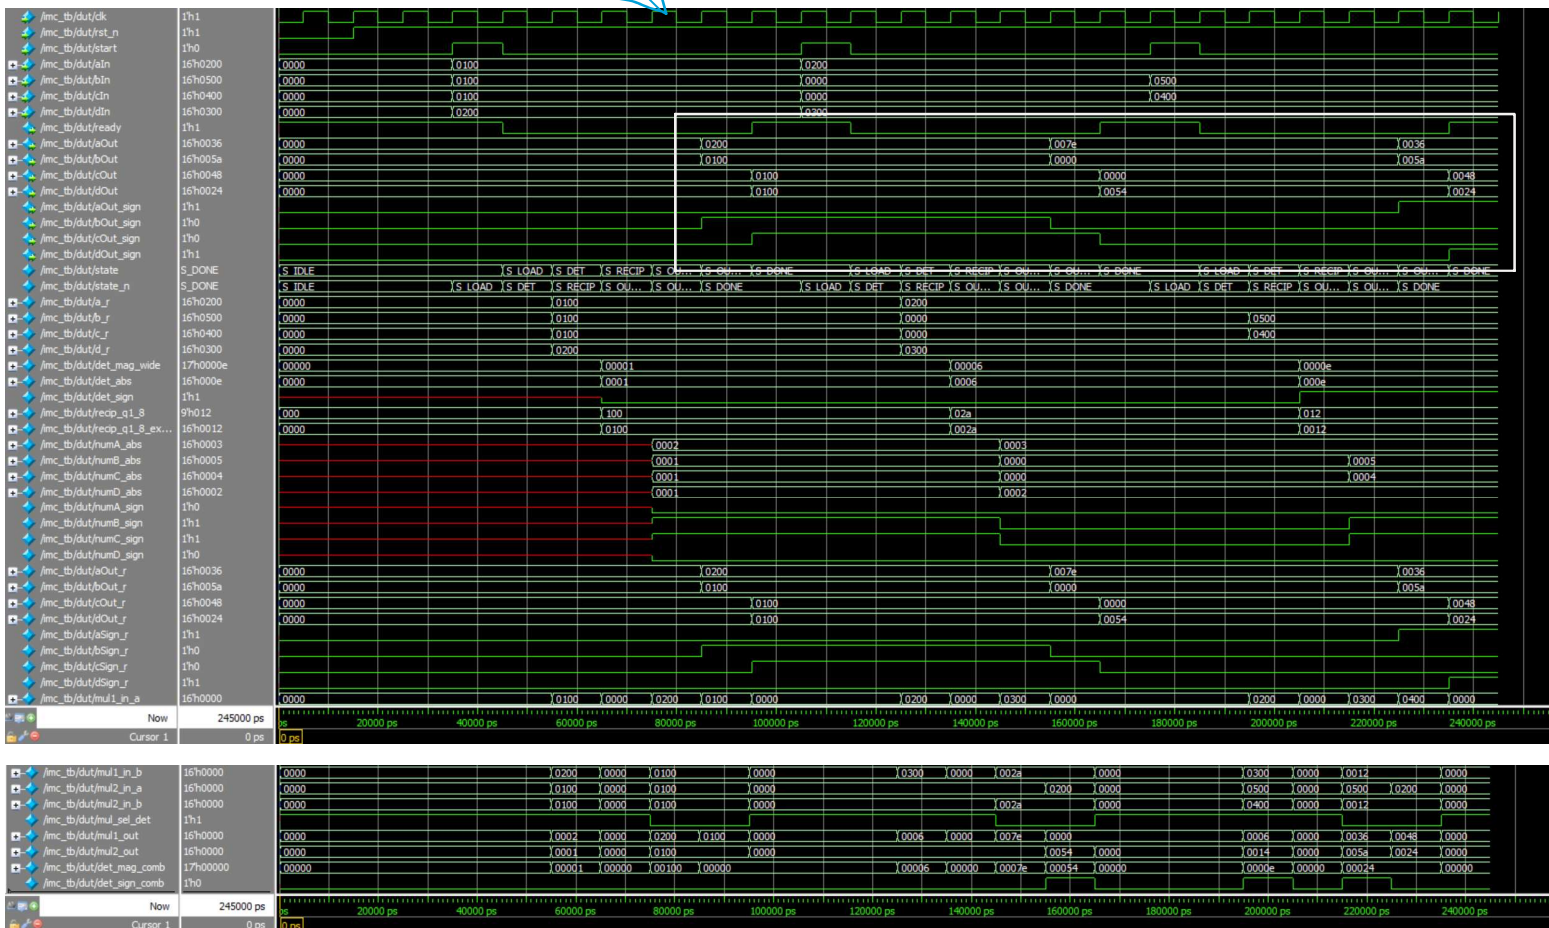 /imc_tb/dut/clk 1'h1
/imc_tb/dut/rst_n 1'h1
/imc_tb/dut/start 1'h0
/imc_tb/dut/aIn 16'h0200 0000 0100 0200
/imc_tb/dut/bIn 16'h0500 0000 0100 0000 0500
/imc_tb/dut/cIn 16'h0400 0000 0100 0000 0400
/imc_tb/dut/dIn 16'h0300 0000 0200 0300
/imc_tb/dut/ready 1'h1
/imc_tb/dut/aOut 16'h0036 0000 0200 007e 0036
/imc_tb/dut/bOut 16'h005a 0000 0100 0000 005a
/imc_tb/dut/cOut 16'h0048 0000 0100 0000 0048
/imc_tb/dut/dOut 16'h0024 0000 0100 0054 0024
/imc_tb/dut/aOut_sign 1'h1
/imc_tb/dut/bOut_sign 1'h0
/imc_tb/dut/cOut_sign 1'h0
/imc_tb/dut/dOut_sign 1'h1
/imc_tb/dut/state S_DONE S_IDLE S_LOAD S_DET S_RECIP S_OU... S_OU... S_DONE S_LOAD S_DET S_RECIP S_OU... S_OU... S_DONE S_LOAD S_DET S_RECIP S_OU... S_OU... S_DONE
/imc_tb/dut/state_n S_DONE S_IDLE S_LOAD S_DET S_RECIP S_OU... S_OU... S_DONE S_LOAD S_DET S_RECIP S_OU... S_OU... S_DONE S_LOAD S_DET S_RECIP S_OU... S_OU... S_DONE
/imc_tb/dut/a_r 16'h0200 0000 0100 0200
/imc_tb/dut/b_r 16'h0500 0000 0100 0000 0500
/imc_tb/dut/c_r 16'h0400 0000 0100 0000 0400
/imc_tb/dut/d_r 16'h0300 0000 0200 0300
/imc_tb/dut/det_mag_wide 17'h0000e 00000 00001 00006 0000e
/imc_tb/dut/det_abs 16'h000e 0000 0001 0006 000e
/imc_tb/dut/det_sign 1'h1
/imc_tb/dut/recip_q1_8 9'h012 000 100 02a 012
/imc_tb/dut/recip_q1_8_ex... 16'h0012 0000 0100 002a 0012
/imc_tb/dut/numA_abs 16'h0003 0002 0003
/imc_tb/dut/numB_abs 16'h0005 0001 0000 0005
/imc_tb/dut/numC_abs 16'h0004 0001 0000 0004
/imc_tb/dut/numD_abs 16'h0002 0001 0002
/imc_tb/dut/numA_sign 1'h0
/imc_tb/dut/numB_sign 1'h1
/imc_tb/dut/numC_sign 1'h1
/imc_tb/dut/numD_sign 1'h0
/imc_tb/dut/aOut_r 16'h0036 0000 0200 007e 0036
/imc_tb/dut/bOut_r 16'h005a 0000 0100 0000 005a
/imc_tb/dut/cOut_r 16'h0048 0000 0100 0000 0048
/imc_tb/dut/dOut_r 16'h0024 0000 0100 0054 0024
/imc_tb/dut/aSign_r 1'h1
/imc_tb/dut/bSign_r 1'h0
/imc_tb/dut/cSign_r 1'h0
/imc_tb/dut/dSign_r 1'h1
/imc_tb/dut/mul1_in_a 16'h0000 0000 0100 0000 0200 0100 0000 0200 0000 0300 0000 0200 0000 0300 0400 0000
Now 245000 ps ps 20000 ps 40000 ps 60000 ps 80000 ps 100000 ps 120000 ps 140000 ps 160000 ps 180000 ps 200000 ps 220000 ps 240000 ps
Cursor 1 0 ps 0 ps
/imc_tb/dut/mul1_in_b 16'h0000 0000 0200 0000 0100 0000 0300 0000 002a 0000 0300 0000 0012 0000
/imc_tb/dut/mul2_in_a 16'h0000 0000 0100 0000 0100 0000 0200 0000 0500 0000 0500 0200 0000
/imc_tb/dut/mul2_in_b 16'h0000 0000 0100 0000 0100 0000 002a 0000 0400 0000 0012 0000
/imc_tb/dut/mul_sel_det 1'h1
/imc_tb/dut/mul1_out 16'h0000 0000 0002 0000 0200 0100 0000 0006 0000 007e 0000 0006 0000 0036 0048 0000
/imc_tb/dut/mul2_out 16'h0000 0000 0001 0000 0100 0000 0054 0000 0014 0000 005a 0024 0000
/imc_tb/dut/det_mag_comb 17'h00000 00000 00001 00000 00100 00000 00006 00000 0007e 00054 00000 0000e 00000 00024 00000
/imc_tb/dut/det_sign_comb 1'h0
Now 245000 ps ps 20000 ps 40000 ps 60000 ps 80000 ps 100000 ps 120000 ps 140000 ps 160000 ps 180000 ps 200000 ps 220000 ps 240000 ps
Cursor 1 0 ps 0 ps